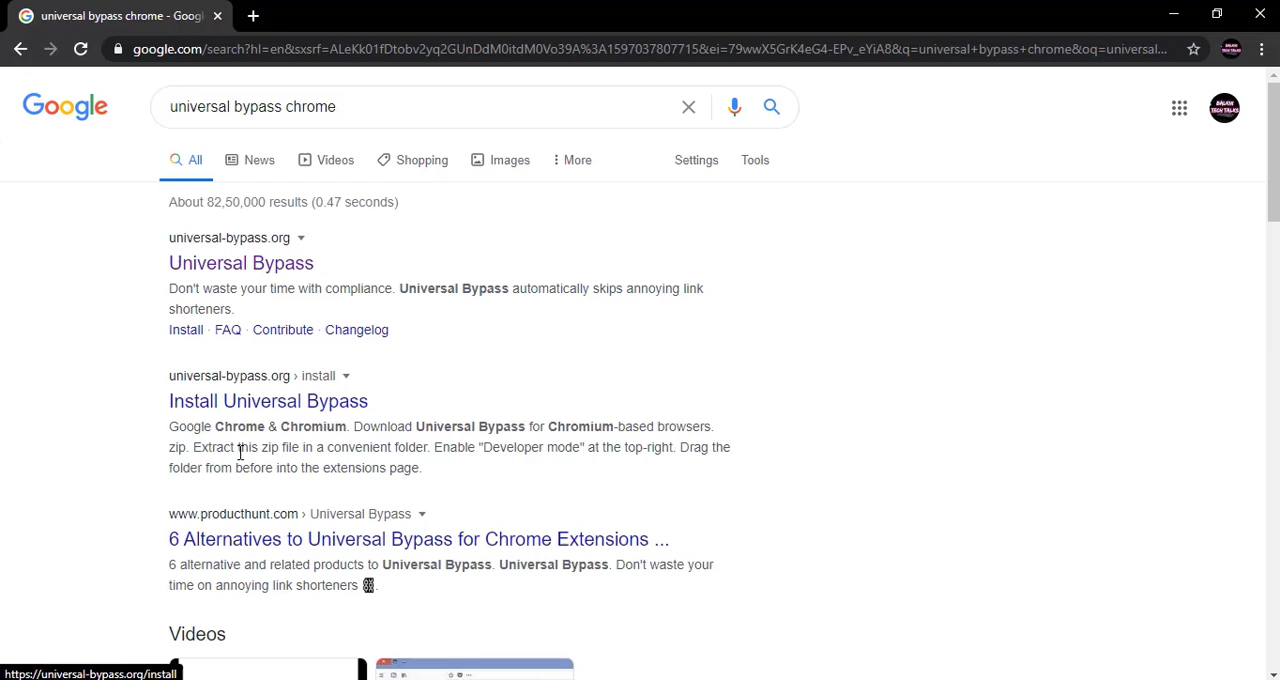 universal bypass chrome - Goog
google.com/search?hl=en&sxsrf=ALeKk01fDtobv2yq2GUnDdM0itdM0Vo39A%3A1597037807715&ei=79wwX5GrK4eG4-EPv_eYiA8&q=universal+bypass+chrome&oq=universal...
Google
universal bypass chrome
BALKIN
TECH TALKS
All News Videos Shopping Images More Settings Tools
About 82,50,000 results (0.47 seconds)
universal-bypass.org
Universal Bypass
Don't waste your time with compliance. Universal Bypass automatically skips annoying link
shorteners.
Install · FAQ · Contribute · Changelog
universal-bypass.org › install
Install Universal Bypass
Google Chrome & Chromium. Download Universal Bypass for Chromium-based browsers.
zip. Extract this zip file in a convenient folder. Enable "Developer mode" at the top-right. Drag the
folder from before into the extensions page.
www.producthunt.com › Universal Bypass
6 Alternatives to Universal Bypass for Chrome Extensions ...
6 alternative and related products to Universal Bypass. Universal Bypass. Don't waste your
time on annoying link shorteners .
Videos
https://universal-bypass.org/install